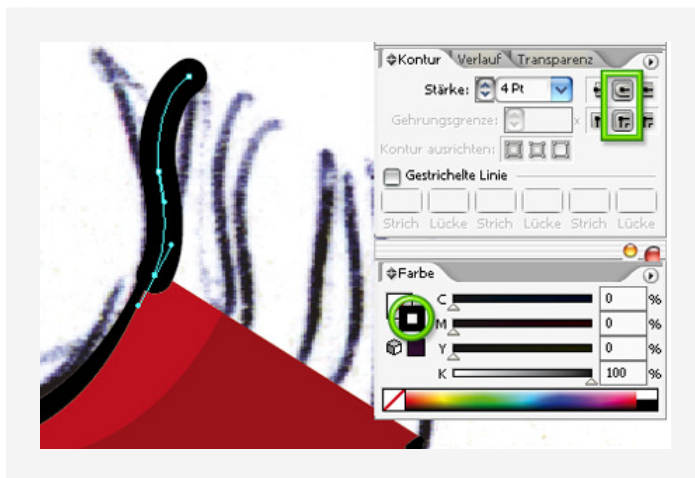 Kontur Verlauf Transparenz
Stärke: 4 Pt
Gehrungsgrenze: x
Kontur ausrichten:
Gestrichelte Linie
Strich Lücke Strich Lücke Strich Lücke
Farbe
C 0 %
M 0 %
Y 0 %
K 100 %